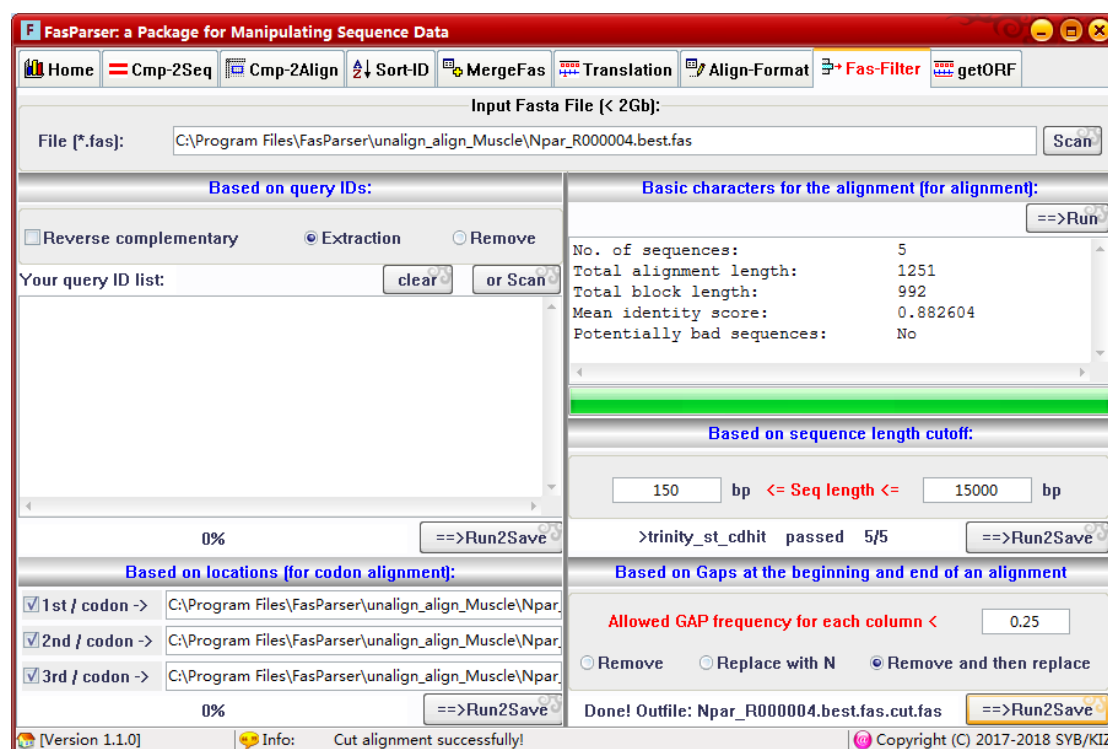 F FasParser: a Package for Manipulating Sequence Data
Home Cmp-2Seq Cmp-2Align Sort-ID MergeFas Translation Align-Format Fas-Filter getORF
Input Fasta File (< 2Gb):
File (*.fas): C:\Program Files\FasParser\unalign_align_Muscle\Npar_R000004.best.fas Scan
Based on query IDs:
Reverse complementary Extraction Remove
Your query ID list: clear or Scan
0% ==>Run2Save
Based on locations (for codon alignment):
1st / codon -> C:\Program Files\FasParser\unalign_align_Muscle\Npar_
2nd / codon -> C:\Program Files\FasParser\unalign_align_Muscle\Npar_
3rd / codon -> C:\Program Files\FasParser\unalign_align_Muscle\Npar_
0% ==>Run2Save
Basic characters for the alignment (for alignment):
==>Run
No. of sequences: 5
Total alignment length: 1251
Total block length: 992
Mean identity score: 0.882604
Potentially bad sequences: No
Based on sequence length cutoff:
150 bp <= Seq length <= 15000 bp
>trinity_st_cdhit passed 5/5 ==>Run2Save
Based on Gaps at the beginning and end of an alignment
Allowed GAP frequency for each column < 0.25
Remove Replace with N Remove and then replace
Done! Outfile: Npar_R000004.best.fas.cut.fas ==>Run2Save
[Version 1.1.0] Info: Cut alignment successfully! @ Copyright (C) 2017-2018 SYB/KIZ